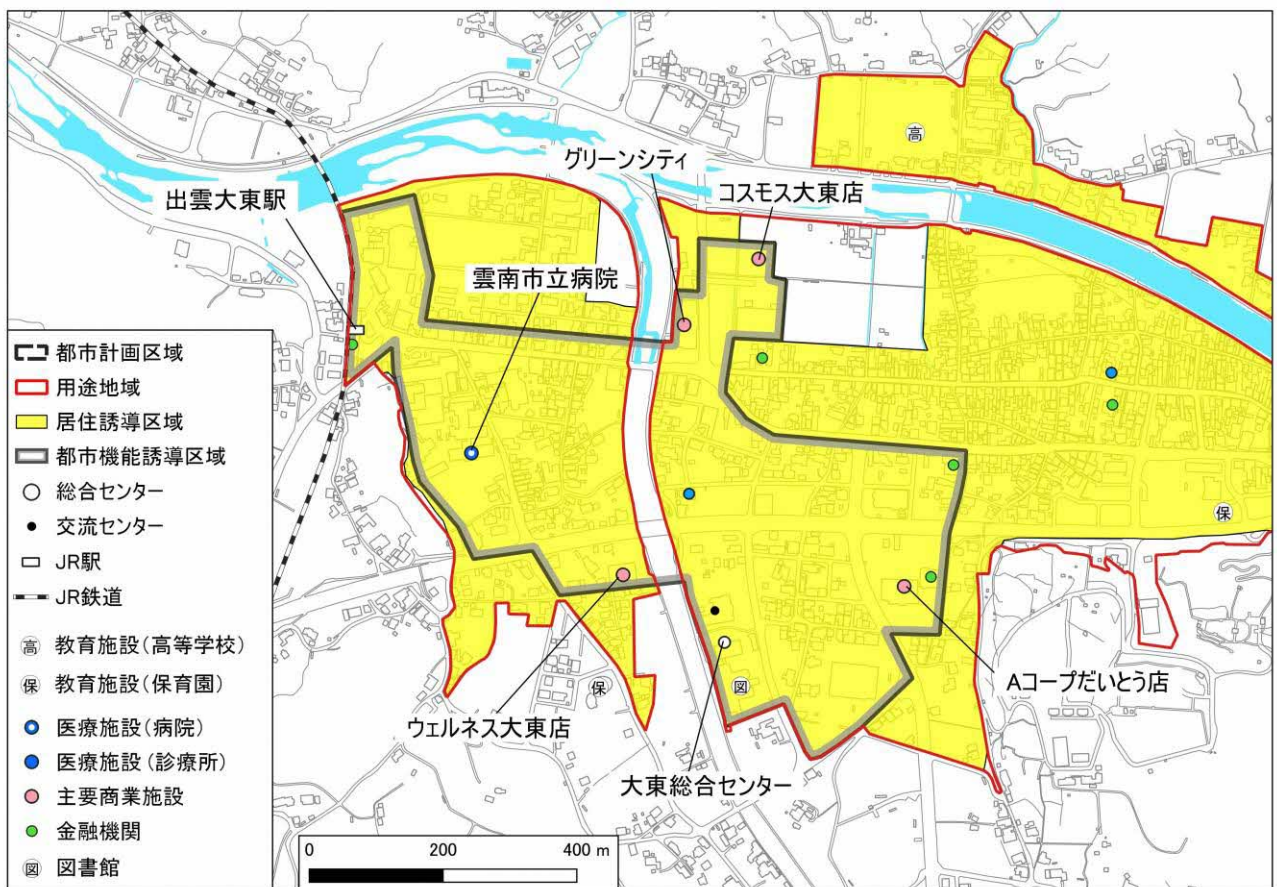 高
グリーンシティ
コスモス大東店
出雲大東駅
雲南市立病院
都市計画区域
用途地域
居住誘導区域
都市機能誘導区域
総合センター
交流センター
JR駅
JR鉄道
高 教育施設(高等学校)
保 教育施設(保育園)
医療施設(病院)
医療施設(診療所)
主要商業施設
金融機関
図 図書館
保
保
図
Aコープだいとう店
ウェルネス大東店
大東総合センター
0 200 400 m